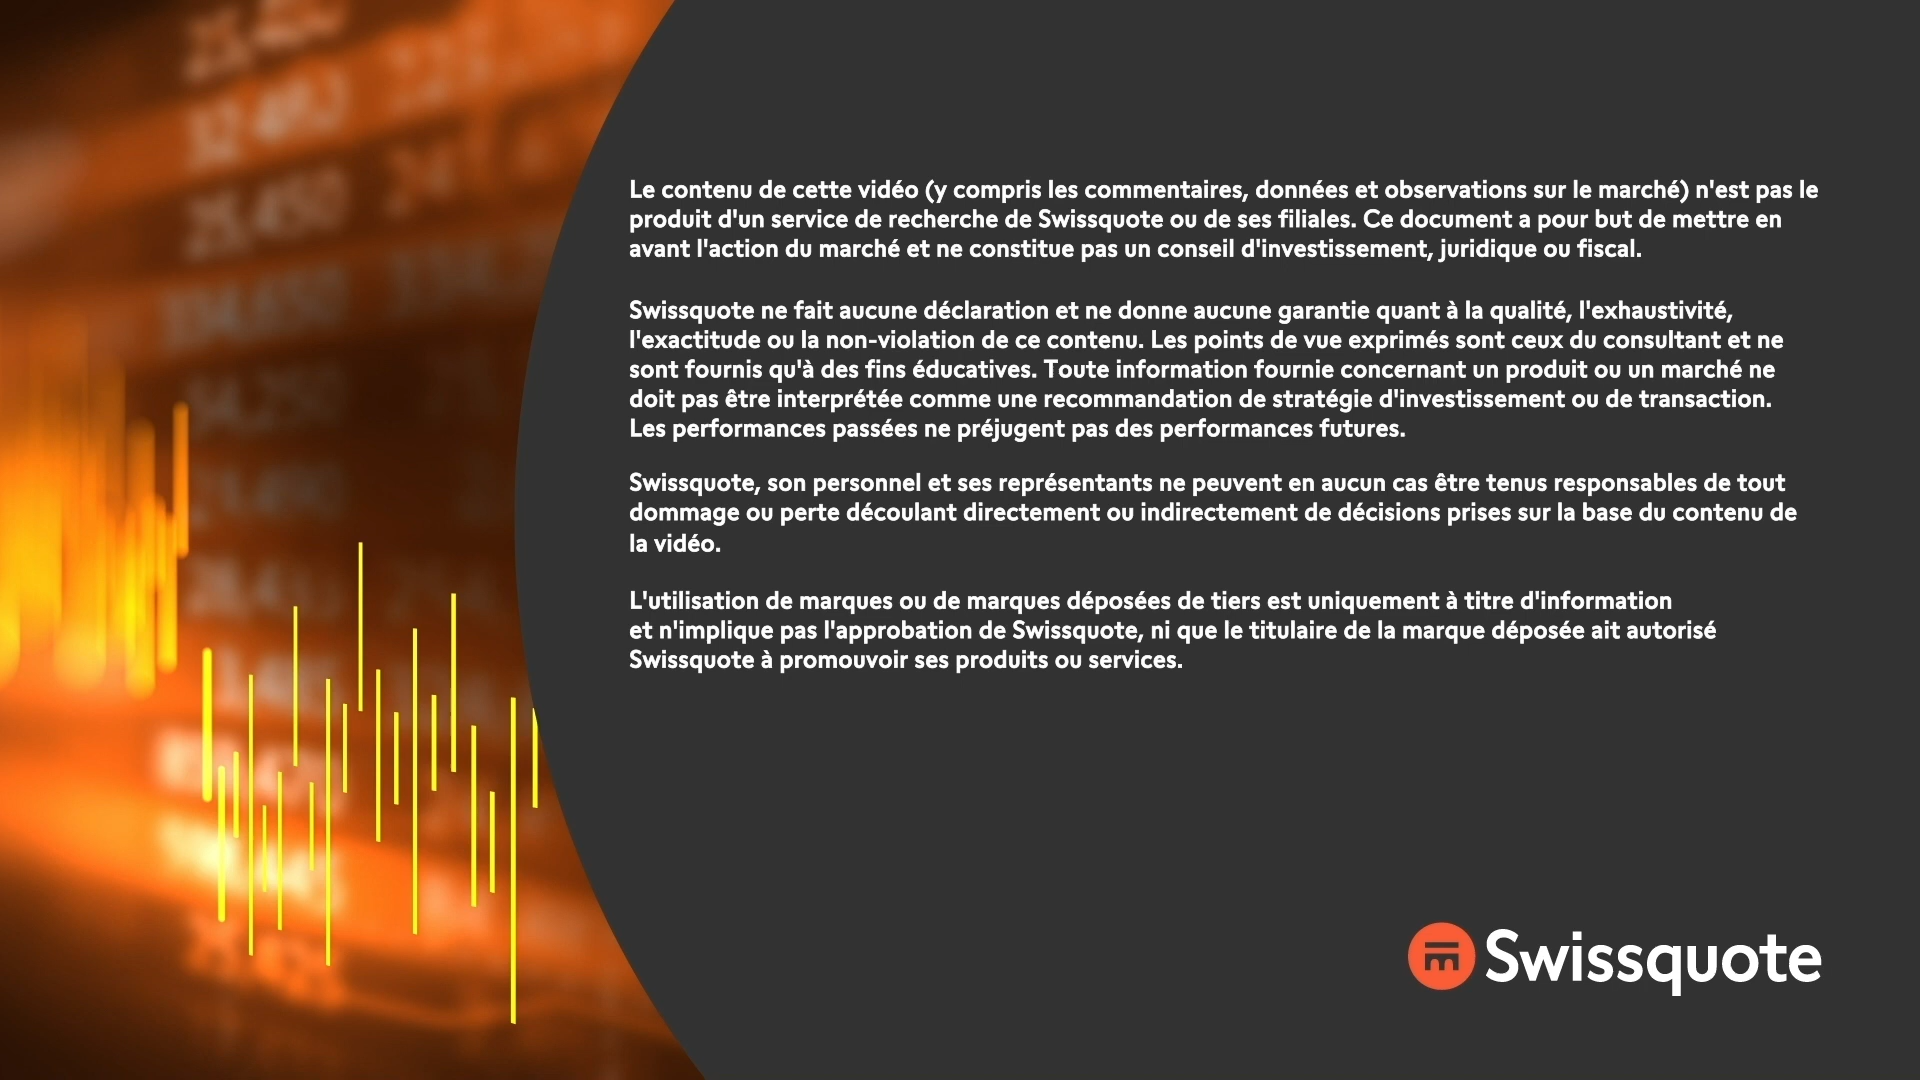 Le contenu de cette vidéo (y compris les commentaires, données et observations sur le marché) n'est pas le
produit d'un service de recherche de Swissquote ou de ses filiales. Ce document a pour but de mettre en
avant l'action du marché et ne constitue pas un conseil d'investissement, juridique ou fiscal.
Swissquote ne fait aucune déclaration et ne donne aucune garantie quant à la qualité, l'exhaustivité,
l'exactitude ou la non-violation de ce contenu. Les points de vue exprimés sont ceux du consultant et ne
sont fournis qu'à des fins éducatives. Toute information fournie concernant un produit ou un marché ne
doit pas être interprétée comme une recommandation de stratégie d'investissement ou de transaction.
Les performances passées ne préjugent pas des performances futures.
Swissquote, son personnel et ses représentants ne peuvent en aucun cas être tenus responsables de tout
dommage ou perte découlant directement ou indirectement de décisions prises sur la base du contenu de
la vidéo.
L'utilisation de marques ou de marques déposées de tiers est uniquement à titre d'information
et n'implique pas l'approbation de Swissquote, ni que le titulaire de la marque déposée ait autorisé
Swissquote à promouvoir ses produits ou services.
Swissquote